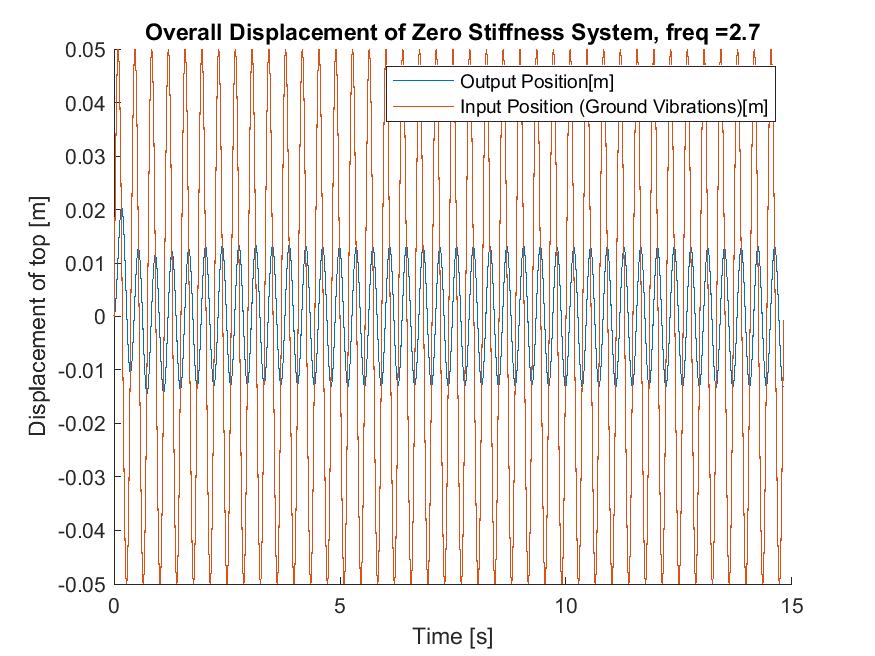 Overall Displacement of Zero Stiffness System, freq =2.7
Output Position[m]
Input Position (Ground Vibrations)[m]
Displacement of top [m]
0.05
0.04
0.03
0.02
0.01
0
-0.01
-0.02
-0.03
-0.04
-0.05
0 5 10 15
Time [s]